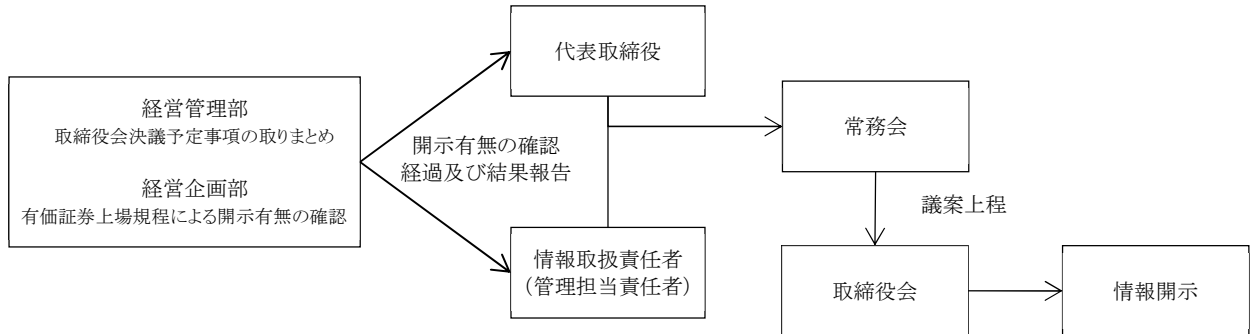 経営管理部
取締役会決議予定事項の取りまとめ
経営企画部
有価証券上場規程による開示有無の確認
開示有無の確認
経過及び結果報告
代表取締役
情報取扱責任者
(管理担当責任者)
常務会
議案上程
取締役会
情報開示